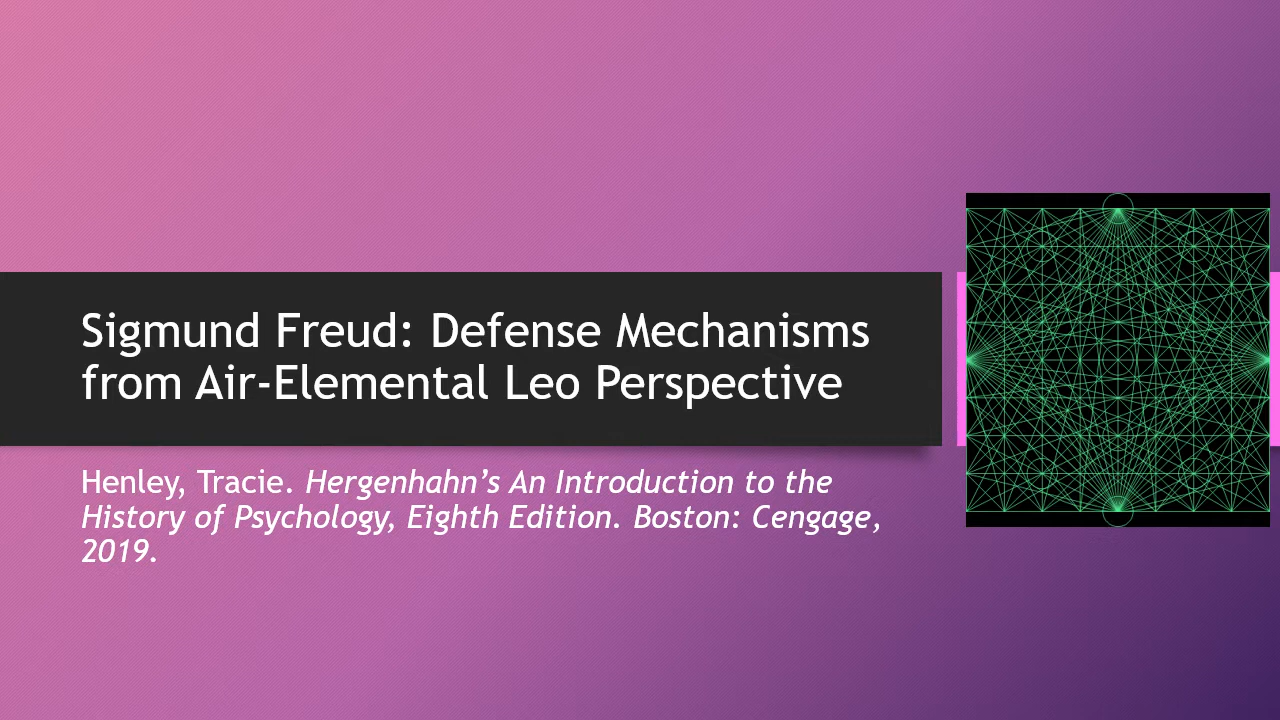 Sigmund Freud: Defense Mechanisms
from Air-Elemental Leo Perspective
Henley, Tracie. Hergenhahn’s An Introduction to the
History of Psychology, Eighth Edition. Boston: Cengage,
2019.